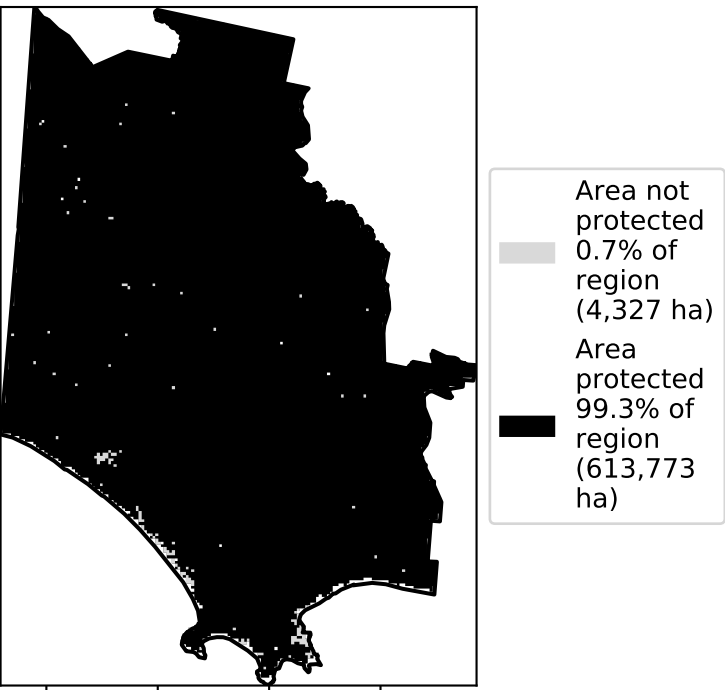 Area not
protected
0.7% of
region
(4,327 ha)
Area
protected
99.3% of
region
(613,773
ha)